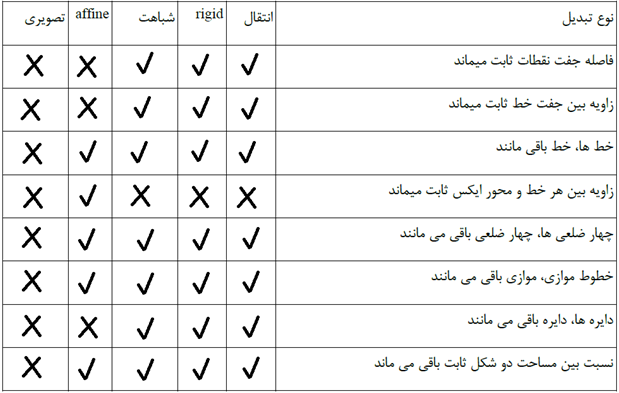 نوع تبدیل انتقال rigid شباهت affine تصویری
فاصله جفت نقطات ثابت میماند ✓ ✓ ✓ ✗ ✗
زاویه بین جفت خط ثابت میماند ✓ ✓ ✓ ✗ ✗
خط ها، خط باقی مانند ✓ ✓ ✓ ✓ ✗
زاویه بین هر خط و محور ایکس ثابت میماند ✗ ✗ ✗ ✓ ✗
چهار ضلعی ها، چهار ضلعی باقی می مانند ✓ ✓ ✓ ✓ ✗
خطوط موازی، موازی باقی می مانند ✓ ✓ ✓ ✓ ✗
دایره ها، دایره باقی می مانند ✓ ✓ ✓ ✗ ✗
نسبت بین مساحت دو شکل ثابت باقی می ماند ✓ ✓ ✓ ✓ ✗